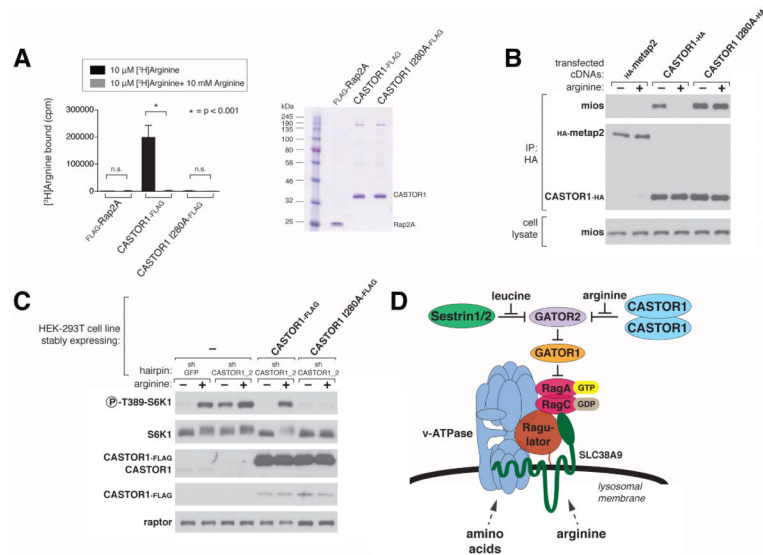 A
10 μM [³H]Arginine
10 μM [³H]Arginine+ 10 mM Arginine
300000
200000
100000
0
[³H]Arginine bound (cpm)
n.s.
*
n.s.
* = p < 0.001
FLAG-Rap2A
CASTOR1-FLAG
CASTOR1 I280A-FLAG
FLAG-Rap2A
CASTOR1-FLAG
CASTOR1 I280A-FLAG
kDa
245
190
135
100
80
58
46
32
25
CASTOR1
Rap2A
B
transfected
cDNAs:
HA-metap2
CASTOR1-HA
CASTOR1 I280A-HA
arginine:
– + – + – +
IP:
HA
mios
HA-metap2
CASTOR1-HA
cell
lysate
mios
C
HEK-293T cell line
stably expressing:
–
CASTOR1-FLAG
CASTOR1 I280A-FLAG
hairpin:
sh
GFP
sh
CASTOR1_2
sh
CASTOR1_2
sh
CASTOR1_2
arginine:
– + – + – + – +
Ⓟ-T389-S6K1
S6K1
CASTOR1-FLAG
CASTOR1
CASTOR1-FLAG
raptor
D
leucine
arginine
Sestrin1/2
GATOR2
CASTOR1
CASTOR1
GATOR1
RagA
GTP
RagC
GDP
v-ATPase
Ragu-
lator
SLC38A9
lysosomal
membrane
amino
acids
arginine